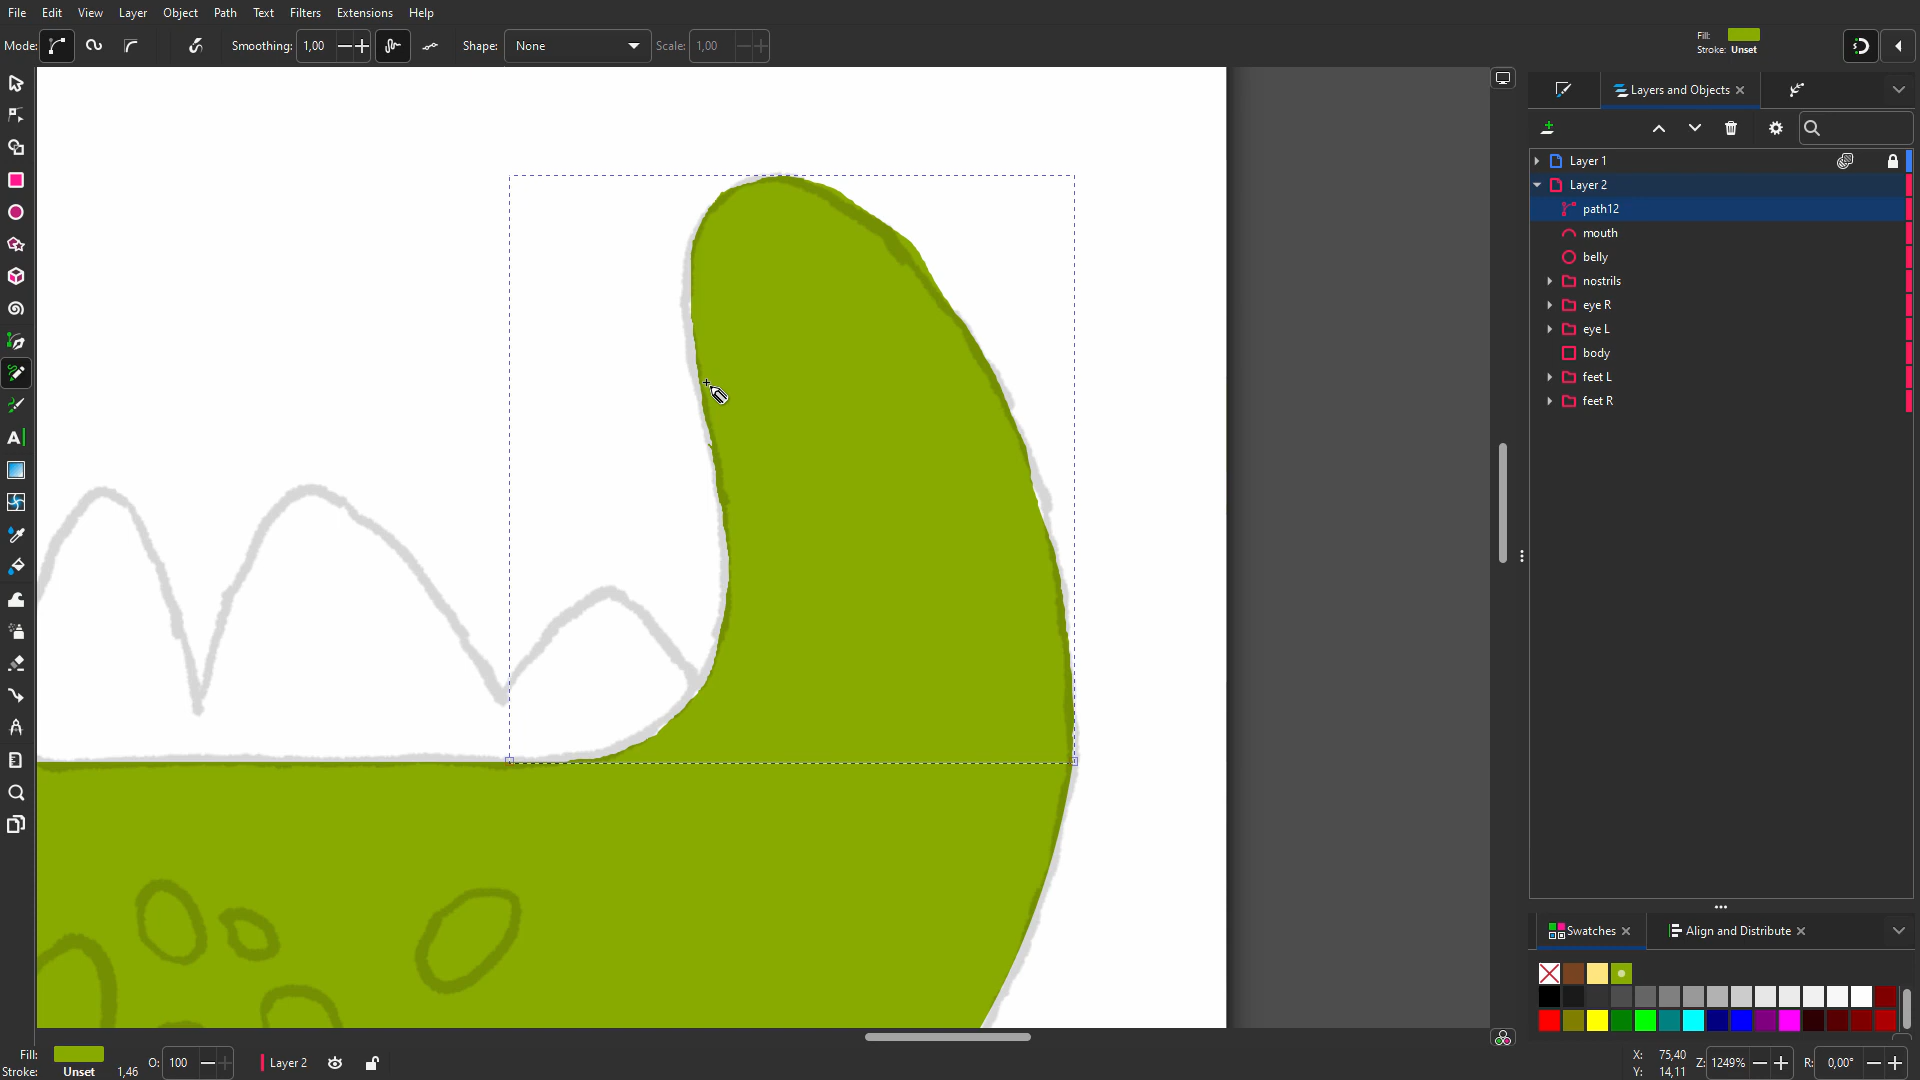 File Edit View Layer Object Path Text Filters Extensions Help
Mode: Smoothing: 1,00 Shape: None Scale: 1,00 Fill:
Stroke: Unset
Layers and Objects
Layer 1
Layer 2
path12
mouth
belly
nostrils
eye R
eye L
body
feet L
feet R
Swatches Align and Distribute
Fill: O: 100 Layer 2 X: 75,40 Z: 1249% R: 0,00°
Stroke: Unset 1,46 Y: 14,11